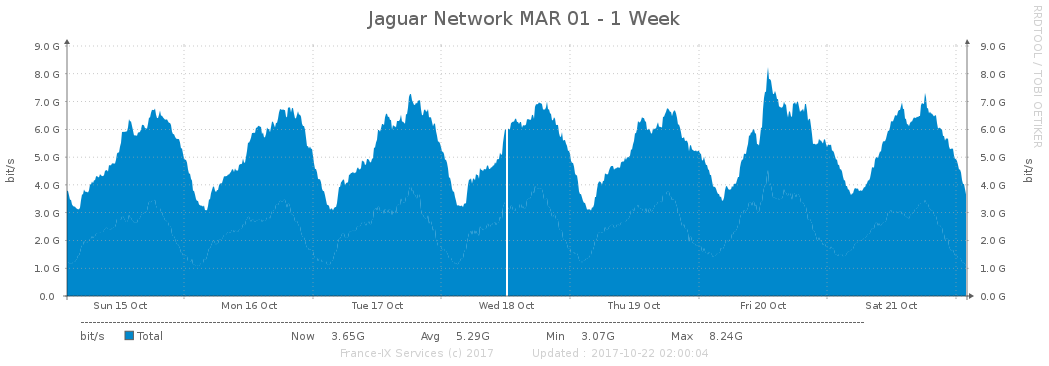 Jaguar Network MAR 01 - 1 Week
RRDTOOL / TOBI OETIKER
9.0 G 9.0 G
8.0 G 8.0 G
7.0 G 7.0 G
6.0 G 6.0 G
5.0 G 5.0 G
bit/s bit/s
4.0 G 4.0 G
3.0 G 3.0 G
2.0 G 2.0 G
1.0 G 1.0 G
0.0 0.0 G
Sun 15 Oct Mon 16 Oct Tue 17 Oct Wed 18 Oct Thu 19 Oct Fri 20 Oct Sat 21 Oct
bit/s Total Now 3.65G Avg 5.29G Min 3.07G Max 8.24G
France-IX Services (c) 2017 Updated : 2017-10-22 02:00:04